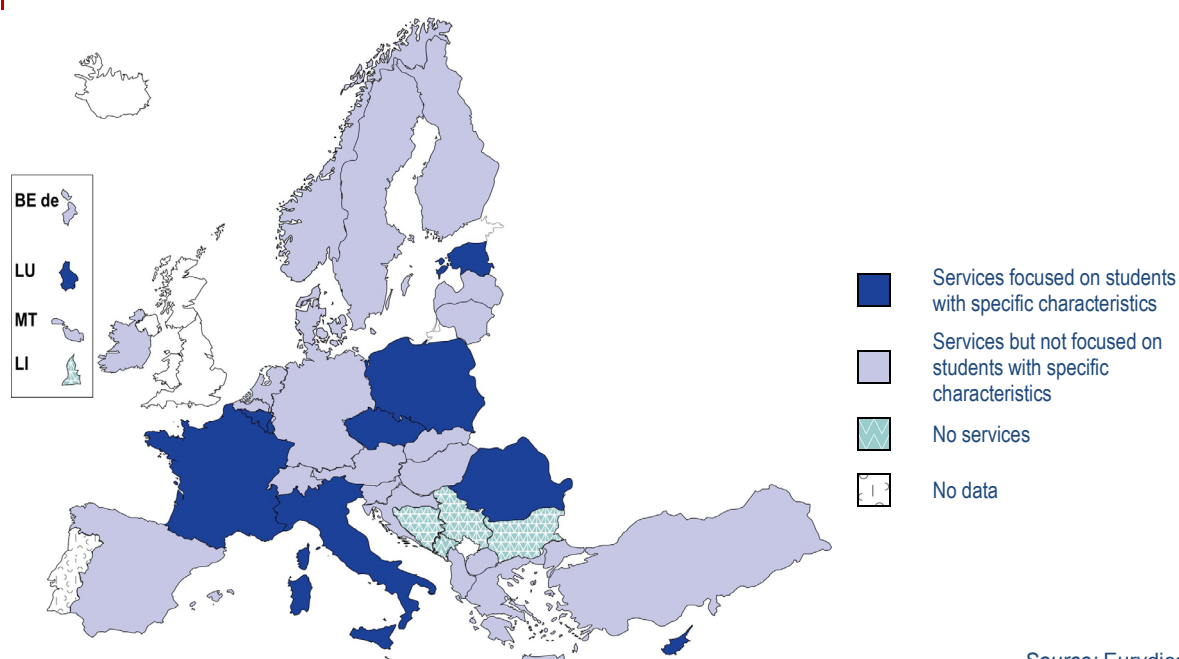 BE de
LU
MT
LI
Services focused on students
with specific characteristics
Services but not focused on
students with specific
characteristics
No services
No data